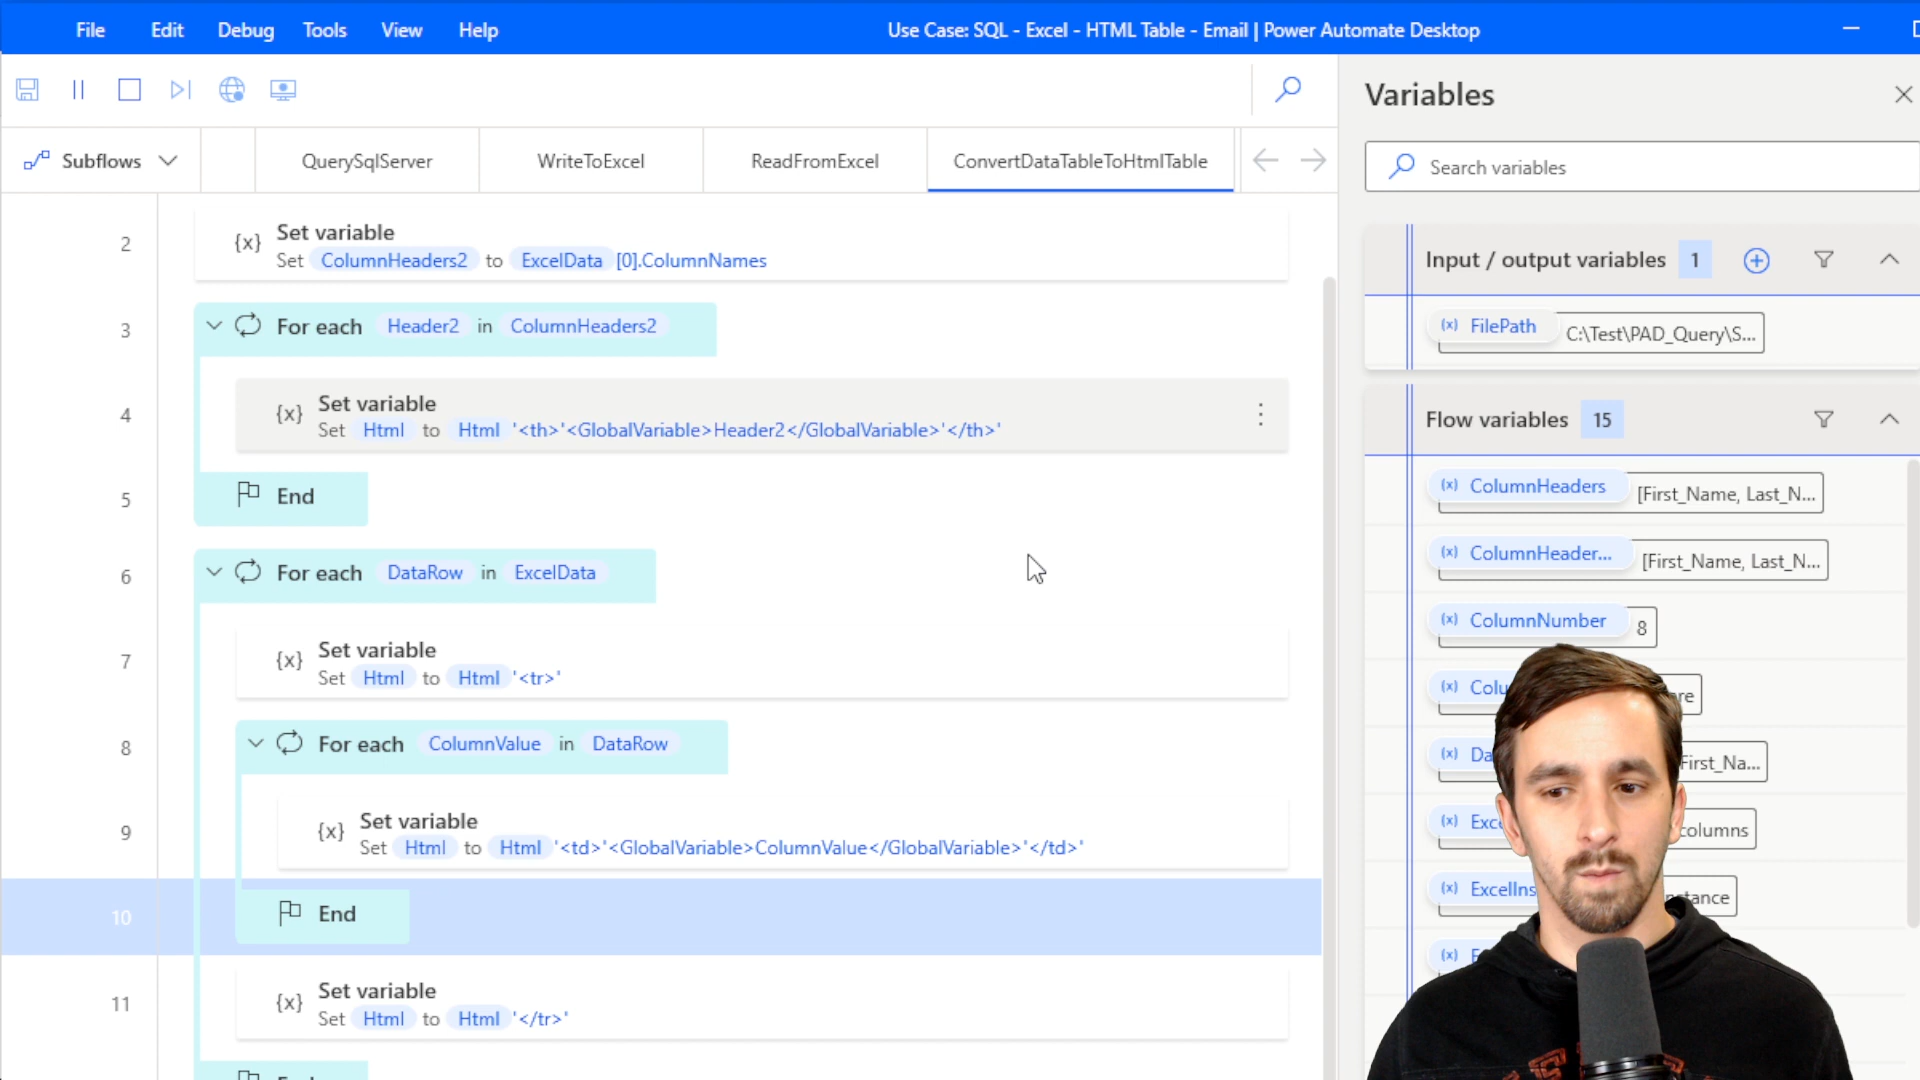 File Edit Debug Tools View Help
Use Case: SQL - Excel - HTML Table - Email | Power Automate Desktop
Subflows
QuerySqlServer
WriteToExcel
ReadFromExcel
ConvertDataTableToHtmlTable
2
{x} Set variable
Set ColumnHeaders2 to ExcelData [0].ColumnNames
3
For each Header2 in ColumnHeaders2
4
{x} Set variable
Set Html to Html '<th>'<GlobalVariable>Header2</GlobalVariable>'</th>'
5
End
6
For each DataRow in ExcelData
7
{x} Set variable
Set Html to Html '<tr>'
8
For each ColumnValue in DataRow
9
{x} Set variable
Set Html to Html '<td>'<GlobalVariable>ColumnValue</GlobalVariable>'</td>'
10
End
11
{x} Set variable
Set Html to Html '</tr>'
Variables
Search variables
Input / output variables 1
(x) FilePath C:\Test\PAD_Query\S...
Flow variables 15
(x) ColumnHeaders [First_Name, Last_N...
(x) ColumnHeader... [First_Name, Last_N...
(x) ColumnNumber 8
(x)
(x)
(x) columns
(x)
(x)